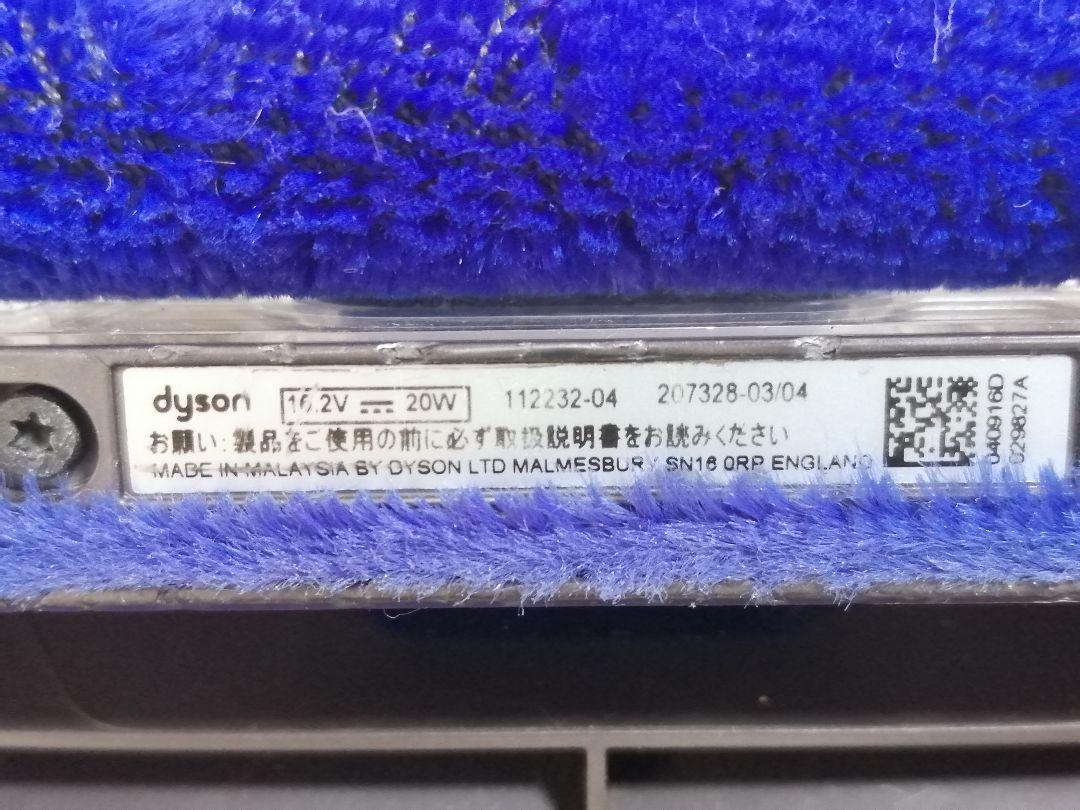 dyson 16.2V 20W 112232-04 207328-03/04
お願い:製品をご使用の前に必ず取扱説明書をお読みください
MADE IN MALAYSIA BY DYSON LTD MALMESBURY SN16 0RP ENGLAND
0409916D
0298827A